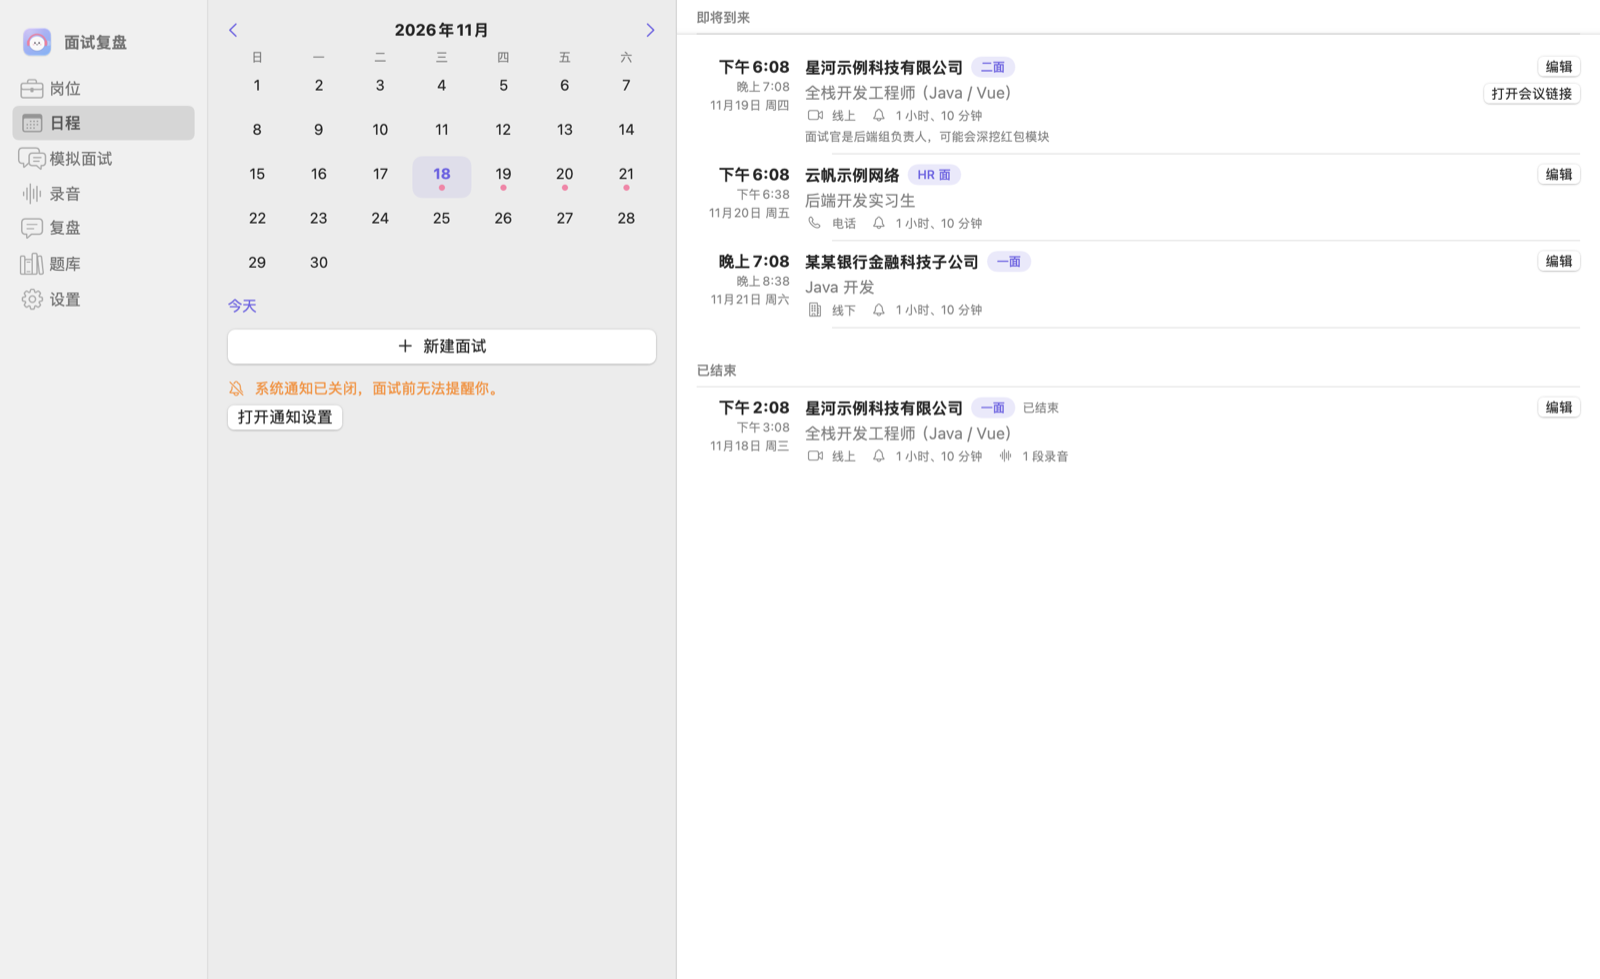 面试复盘
岗位
日程
模拟面试
录音
复盘
题库
设置
2026年11月
日 一 二 三 四 五 六
1 2 3 4 5 6 7
8 9 10 11 12 13 14
15 16 17 18 19 20 21
22 23 24 25 26 27 28
29 30
今天
新建面试
系统通知已关闭，面试前无法提醒你。
打开通知设置
即将到来
下午6:08 星河示例科技有限公司 二面 编辑
晚上7:08 全栈开发工程师（Java / Vue） 打开会议链接
11月19日 周四 线上 1 小时、10 分钟
面试官是后端组负责人，可能会深挖红包模块
下午6:08 云帆示例网络 HR 面 编辑
下午6:38 后端开发实习生
11月20日 周五 电话 1 小时、10 分钟
晚上7:08 某某银行金融科技子公司 一面 编辑
晚上8:38 Java 开发
11月21日 周六 线下 1 小时、10 分钟
已结束
下午2:08 星河示例科技有限公司 一面 已结束 编辑
下午3:08 全栈开发工程师（Java / Vue）
11月18日 周三 线上 1 小时、10 分钟 1 段录音